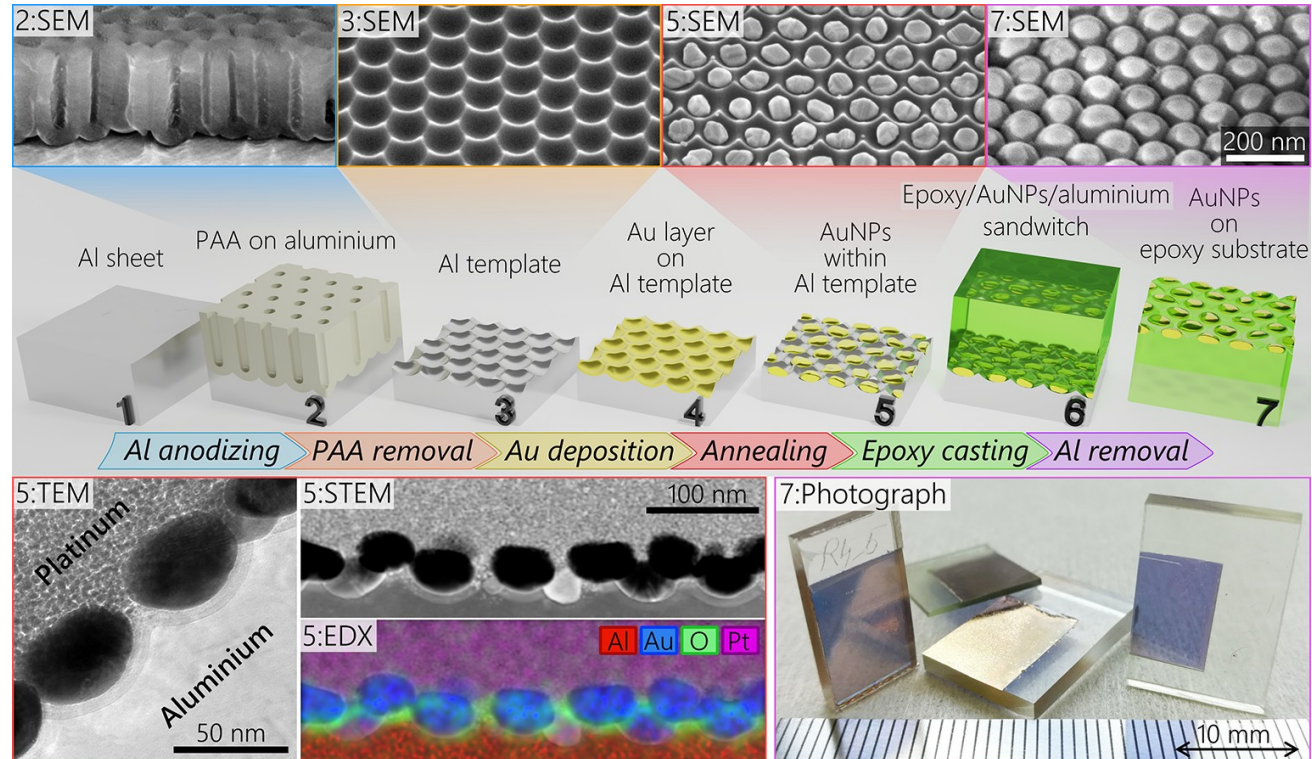 2:SEM
3:SEM
5:SEM
7:SEM
200 nm
Al sheet
PAA on aluminium
Al template
Au layer
on
Al template
AuNPs
within
Al template
Epoxy/AuNPs/aluminium
sandwitch
AuNPs
on
epoxy substrate
1
2
3
4
5
6
7
Al anodizing
PAA removal
Au deposition
Annealing
Epoxy casting
Al removal
5:TEM
Platinum
Aluminium
50 nm
5:STEM
100 nm
5:EDX
Al Au O Pt
7:Photograph
10 mm